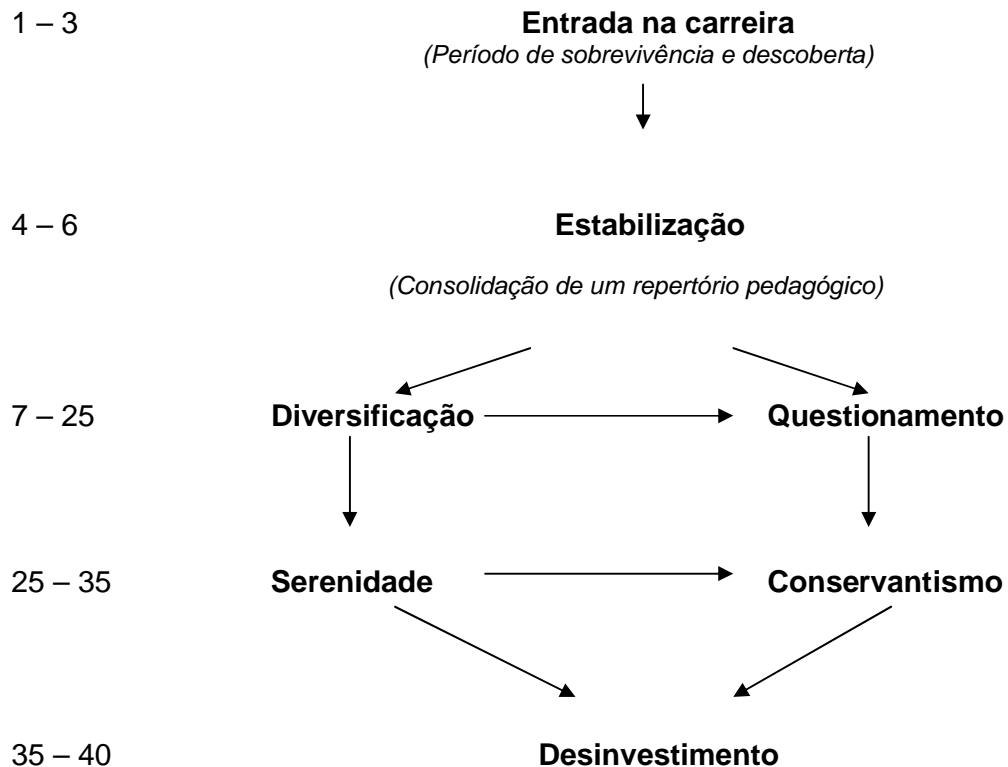 1 – 3 Entrada na carreira
(Período de sobrevivência e descoberta)
4 – 6 Estabilização
(Consolidação de um repertório pedagógico)
7 – 25 Diversificação Questionamento
25 – 35 Serenidade Conservantismo
35 – 40 Desinvestimento